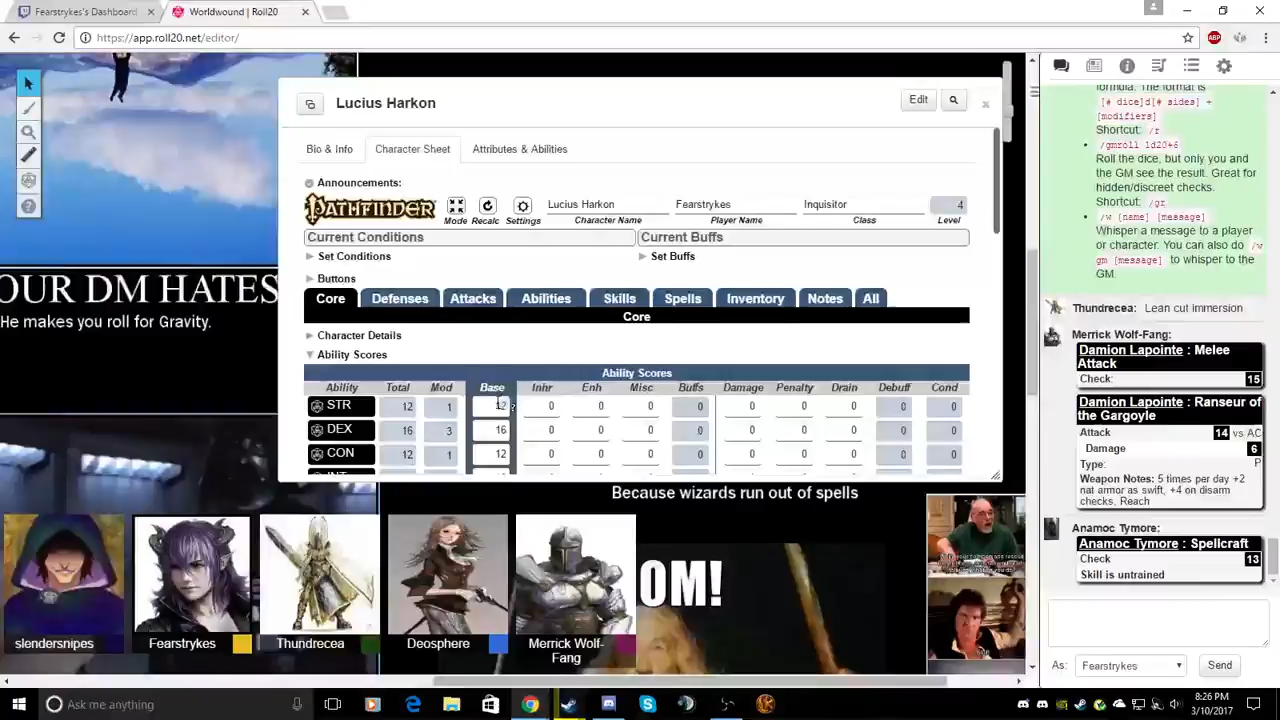 Fearstrykes's Dashboard
Worldwound | Roll20
https://app.roll20.net/editor/
ABP
OUR DM HATES
He makes you roll for Gravity.
Lucius Harkon
Edit
Bio & Info
Character Sheet
Attributes & Abilities
Announcements:
PATHFINDER
Mode
Recalc
Settings
Lucius Harkon
Fearstrykes
Inquisitor
4
Character Name
Player Name
Class
Level
Current Conditions
Current Buffs
Set Conditions
Set Buffs
Buttons
Core
Defenses
Attacks
Abilities
Skills
Spells
Inventory
Notes
All
Core
Character Details
Ability Scores
Ability Scores
Ability Total Mod Base Inhr Enh Misc Buffs Damage Penalty Drain Debuff Cond
STR 12 1 12 0 0 0 0 0 0 0 0 0
DEX 16 3 16 0 0 0 0 0 0 0 0 0
CON 12 1 12 0 0 0 0 0 0 0 0 0
Because wizards run out of spells
OM!
slendersnipes
Fearstrykes
Thundrecea
Deosphere
Merrick Wolf-
Fang
formula. The format is
[# dice]d[# sides] +
[modifiers]
Shortcut: /r
/gmroll 1d20+6
Roll the dice, but only you and
the GM see the result. Great for
hidden/discreet checks.
Shortcut: /gr
/w [name] [message]
Whisper a message to a player
or character. You can also do /w
gm [message] to whisper to the
GM.
Thundrecea: Lean cut immersion
Merrick Wolf-Fang:
Damion Lapointe : Melee
Attack
Check: 15
Damion Lapointe : Ranseur of
the Gargoyle
Attack 14 vs AC
Damage 6
Type: P
Weapon Notes: 5 times per day +2
nat armor as swift, +4 on disarm
checks, Reach
Anamoc Tymore:
Anamoc Tymore : Spellcraft
Check 13
Skill is untrained
As: Fearstrykes
Send
Ask me anything
8:26 PM
3/10/2017